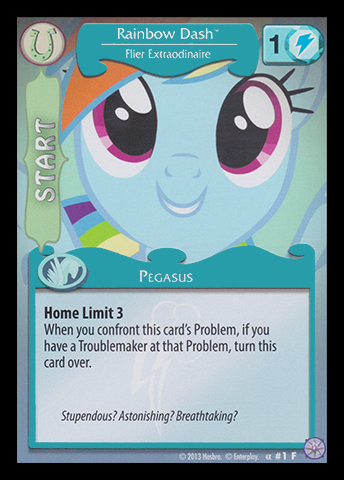 Rainbow Dash™
Flier Extraodinaire
1
START
PEGASUS
Home Limit 3
When you confront this card's Problem, if you
have a Troublemaker at that Problem, turn this
card over.
Stupendous? Astonishing? Breathtaking?
© 2013 Hasbro. © Enterplay. α #1 F